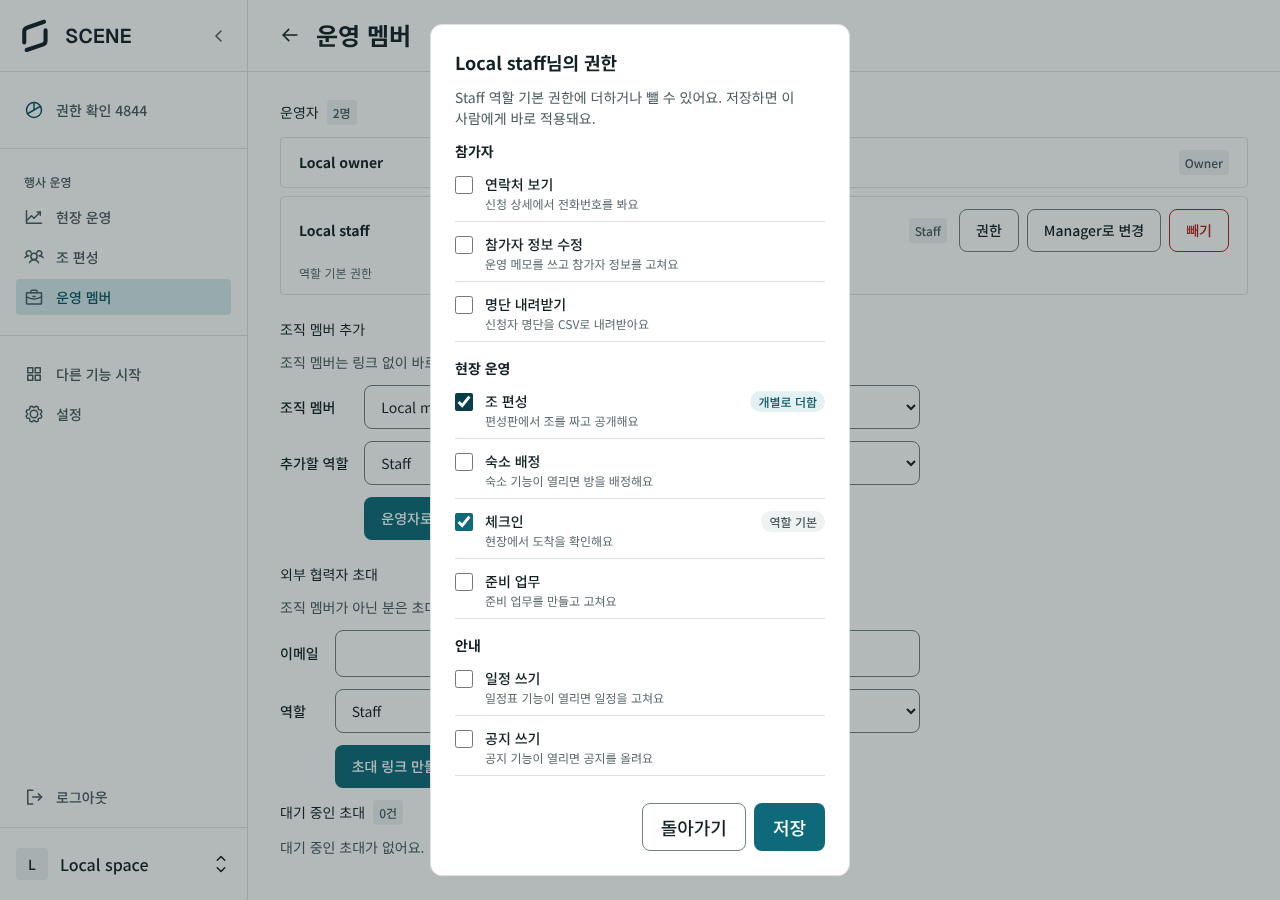 SCENE
권한 확인 4844
행사 운영
현장 운영
조 편성
운영 멤버
다른 기능 시작
설정
로그아웃
L
Local space
운영 멤버
운영자 2명
Local owner
Owner
Local staff
Staff
권한
Manager로 변경
빼기
역할 기본 권한
조직 멤버 추가
조직 멤버는 링크 없이 바로
조직 멤버
Local
추가할 역할
Staff
운영자로
외부 협력자 초대
조직 멤버가 아닌 분은 초대
이메일
역할
Staff
초대 링크
대기 중인 초대 0건
대기 중인 초대가 없어요.
Local staff님의 권한
Staff 역할 기본 권한에 더하거나 뺄 수 있어요. 저장하면 이
사람에게 바로 적용돼요.
참가자
연락처 보기
신청 상세에서 전화번호를 봐요
참가자 정보 수정
운영 메모를 쓰고 참가자 정보를 고쳐요
명단 내려받기
신청자 명단을 CSV로 내려받아요
현장 운영
조 편성
개별로 더함
편성판에서 조를 짜고 공개해요
숙소 배정
숙소 기능이 열리면 방을 배정해요
체크인
역할 기본
현장에서 도착을 확인해요
준비 업무
준비 업무를 만들고 고쳐요
안내
일정 쓰기
일정표 기능이 열리면 일정을 고쳐요
공지 쓰기
공지 기능이 열리면 공지를 올려요
돌아가기
저장